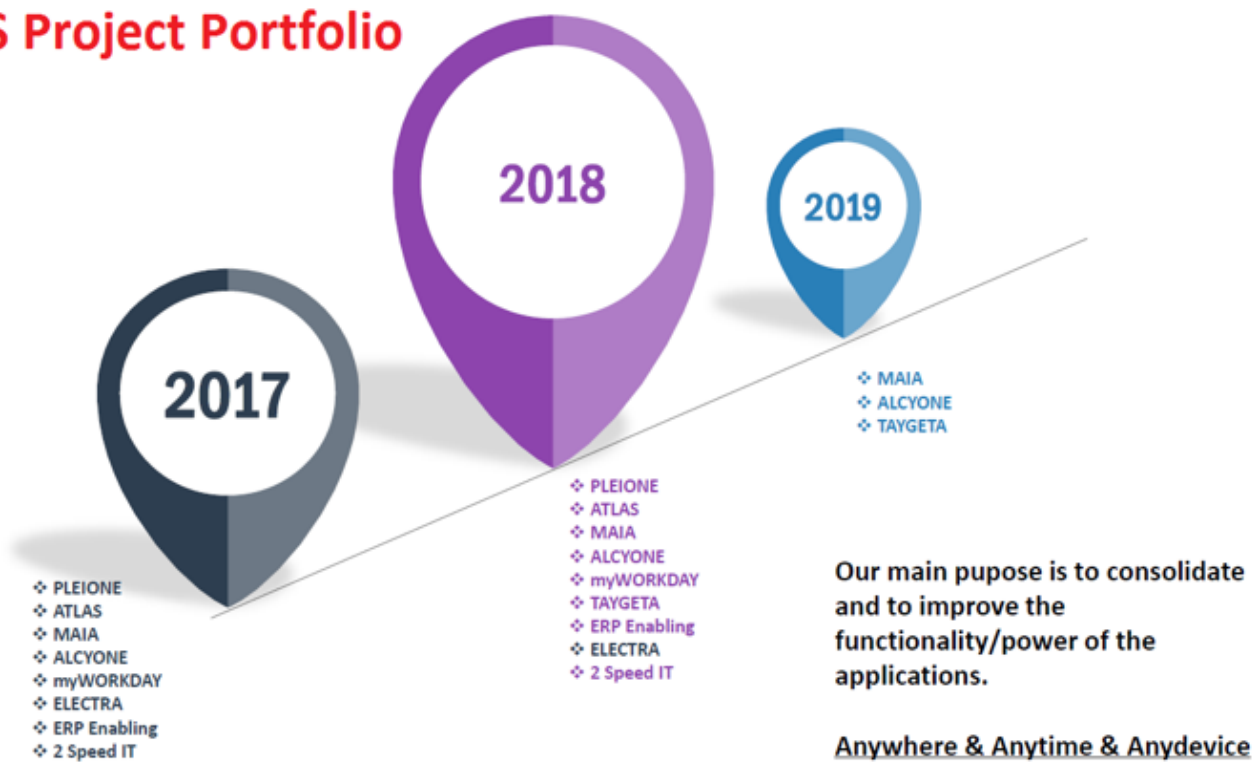 S Project Portfolio
2017
2018
2019
❖ PLEIONE
❖ ATLAS
❖ MAIA
❖ ALCYONE
❖ myWORKDAY
❖ ELECTRA
❖ ERP Enabling
❖ 2 Speed IT
❖ PLEIONE
❖ ATLAS
❖ MAIA
❖ ALCYONE
❖ myWORKDAY
❖ TAYGETA
❖ ERP Enabling
❖ ELECTRA
❖ 2 Speed IT
❖ MAIA
❖ ALCYONE
❖ TAYGETA
Our main pupose is to consolidate
and to improve the
functionality/power of the
applications.
Anywhere & Anytime & Anydevice